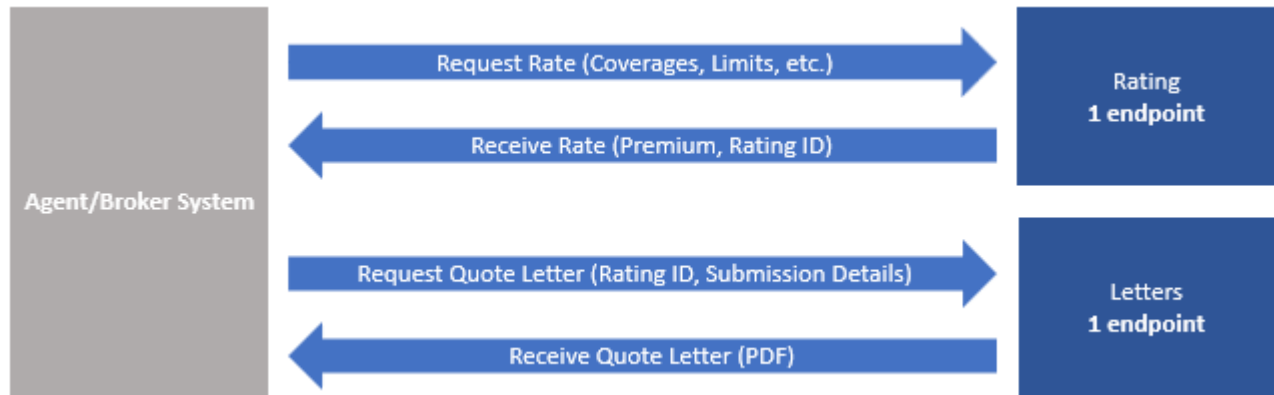 Agent/Broker System
Request Rate (Coverages, Limits, etc.)
Receive Rate (Premium, Rating ID)
Rating
1 endpoint
Request Quote Letter (Rating ID, Submission Details)
Receive Quote Letter (PDF)
Letters
1 endpoint